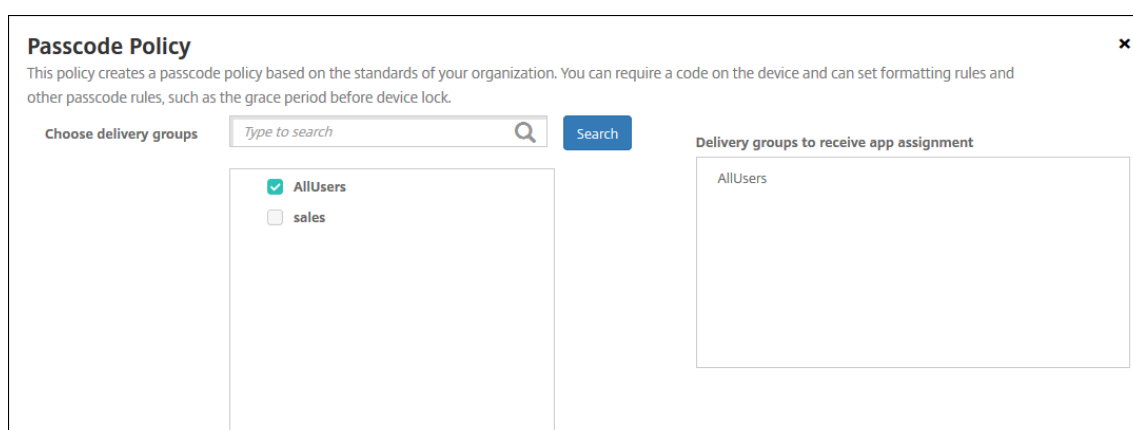 Passcode Policy
This policy creates a passcode policy based on the standards of your organization. You can require a code on the device and can set formatting rules and
other passcode rules, such as the grace period before device lock.
Choose delivery groups
Type to search
Search
AllUsers
sales
Delivery groups to receive app assignment
AllUsers